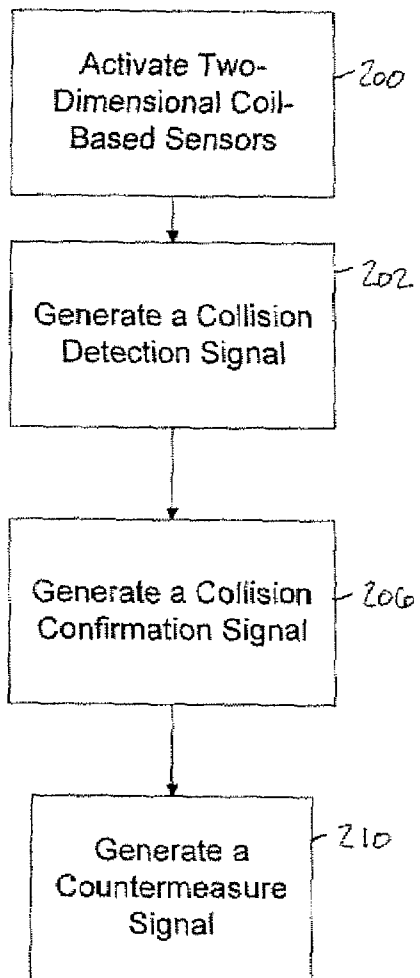 Activate Two-
Dimensional Coil-
Based Sensors
200
202
Generate a Collision
Detection Signal
Generate a Collision
Confirmation Signal
206
Generate a
Countermeasure
Signal
210